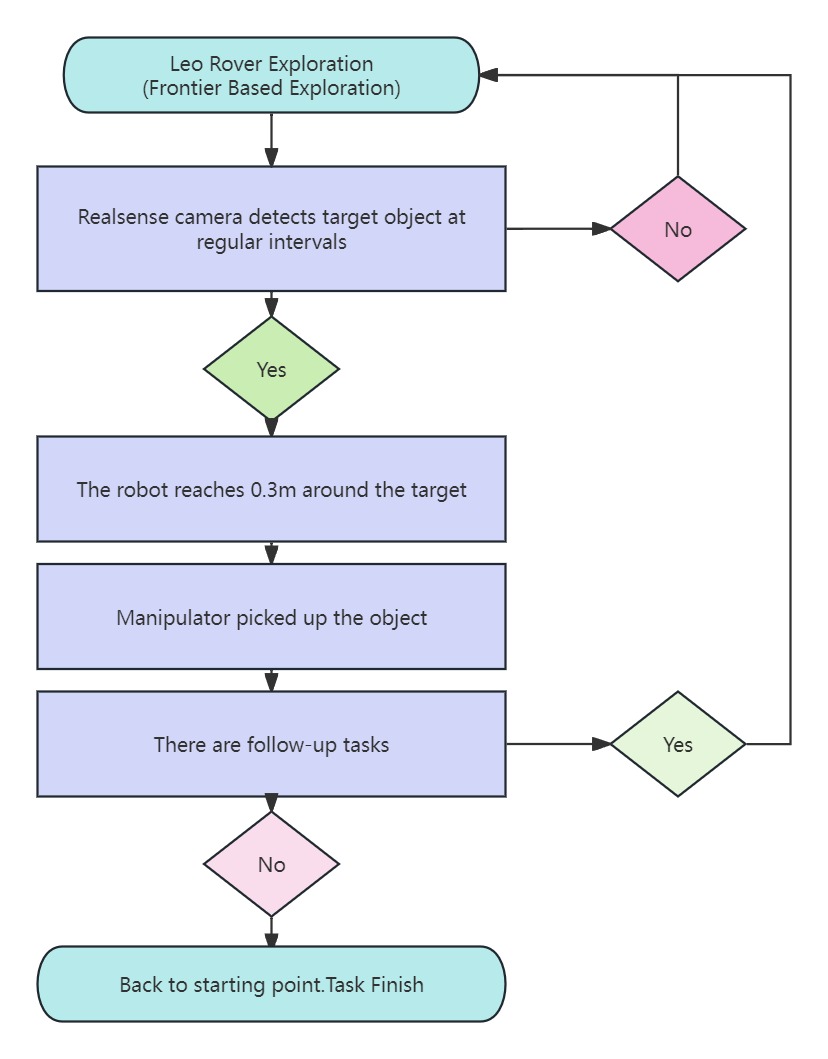 Leo Rover Exploration
(Frontier Based Exploration)
Realsense camera detects target object at
regular intervals
No
Yes
The robot reaches 0.3m around the target
Manipulator picked up the object
There are follow-up tasks
Yes
No
Back to starting point.Task Finish